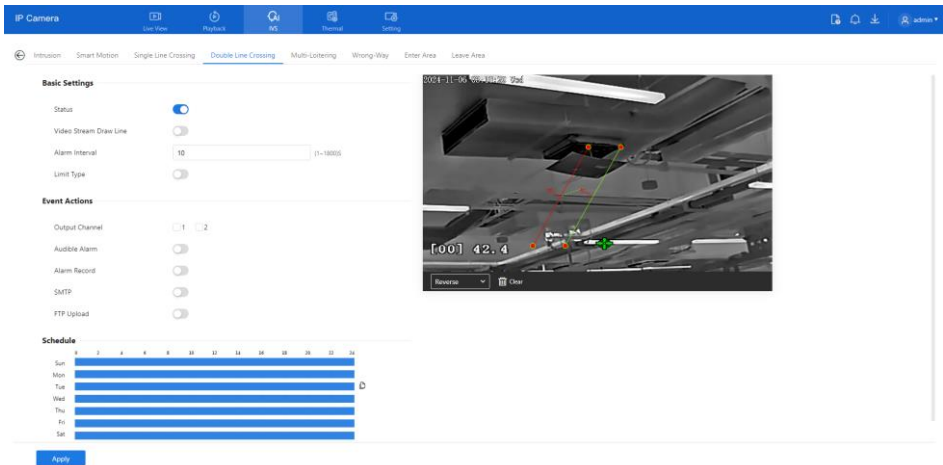 IP Camera
Live View
Playback
IVS
Thermal
Setting
admin
Intrusion
Smart Motion
Single Line Crossing
Double Line Crossing
Multi-Loitering
Wrong-Way
Enter Area
Leave Area
Basic Settings
Status
Video Stream Draw Line
Alarm Interval 10 (1~1800)S
Limit Type
Event Actions
Output Channel 1 2
Audible Alarm
Alarm Record
SMTP
FTP Upload
Schedule
0 2 4 6 8 10 12 14 16 18 20 22 24
Sun
Mon
Tue
Wed
Thu
Fri
Sat
Apply
2024-11-06 Wed
[00] 42.4
Reverse
Clear